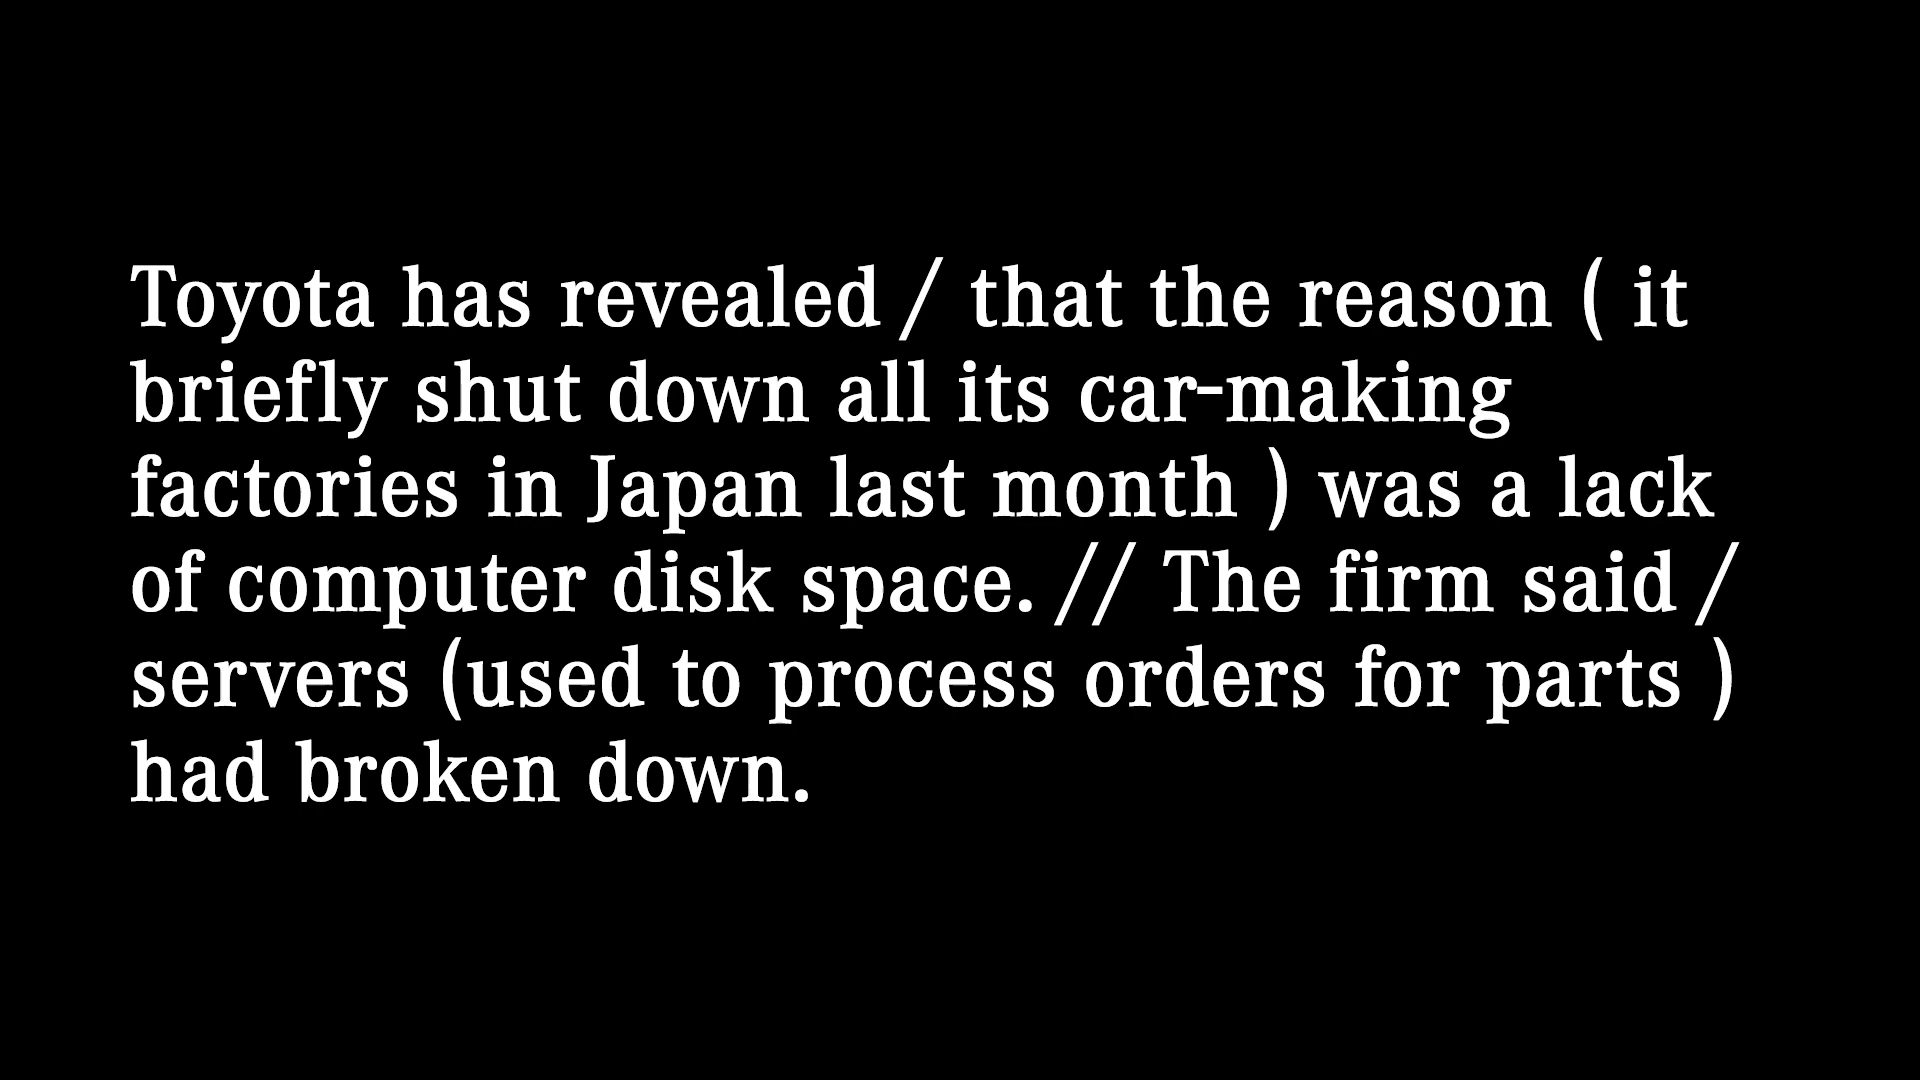 Toyota has revealed / that the reason ( it
briefly shut down all its car-making
factories in Japan last month ) was a lack
of computer disk space. // The firm said /
servers (used to process orders for parts )
had broken down.